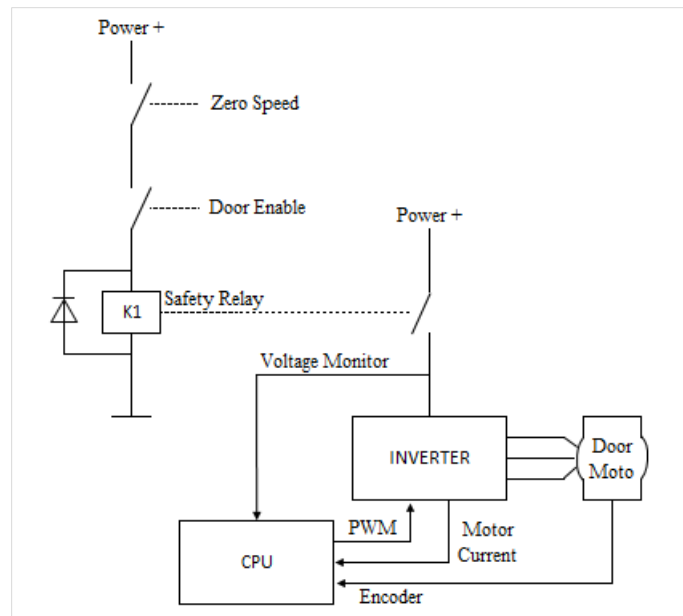 Power +
Zero Speed
Door Enable
Power +
K1
Safety Relay
Voltage Monitor
INVERTER
Door
Moto
PWM
Motor
Current
CPU
Encoder